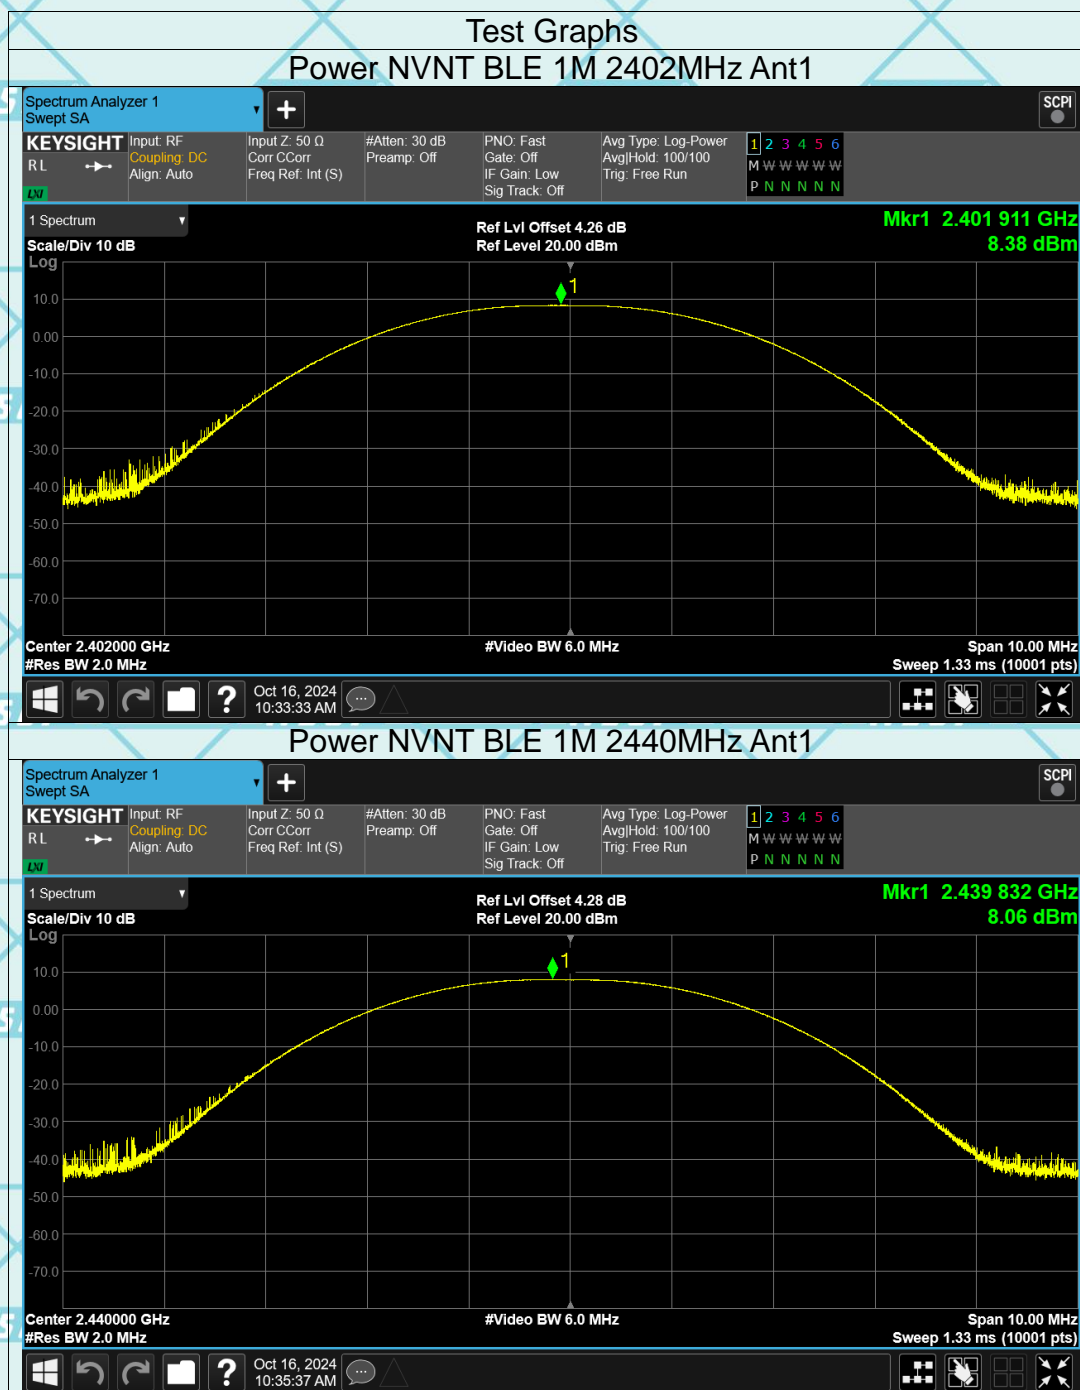 Test Graphs
Power NVNT BLE 1M 2402MHz Ant1
Spectrum Analyzer 1
Swept SA
+
SCPI
KEYSIGHT
RL
LXI
Input: RF
Coupling: DC
Align: Auto
Input Z: 50 Ω
Corr CCorr
Freq Ref: Int (S)
#Atten: 30 dB
Preamp: Off
PNO: Fast
Gate: Off
IF Gain: Low
Sig Track: Off
Avg Type: Log-Power
Avg|Hold: 100/100
Trig: Free Run
1 2 3 4 5 6
M W W W W W
P N N N N N
1 Spectrum
Scale/Div 10 dB
Log
Ref Lvl Offset 4.26 dB
Ref Level 20.00 dBm
Mkr1 2.401 911 GHz
8.38 dBm
1
10.0
0.00
-10.0
-20.0
-30.0
-40.0
-50.0
-60.0
-70.0
Center 2.402000 GHz
#Res BW 2.0 MHz
#Video BW 6.0 MHz
Span 10.00 MHz
Sweep 1.33 ms (10001 pts)
?
Oct 16, 2024
10:33:33 AM
Power NVNT BLE 1M 2440MHz Ant1
Spectrum Analyzer 1
Swept SA
+
SCPI
KEYSIGHT
RL
LXI
Input: RF
Coupling: DC
Align: Auto
Input Z: 50 Ω
Corr CCorr
Freq Ref: Int (S)
#Atten: 30 dB
Preamp: Off
PNO: Fast
Gate: Off
IF Gain: Low
Sig Track: Off
Avg Type: Log-Power
Avg|Hold: 100/100
Trig: Free Run
1 2 3 4 5 6
M W W W W W
P N N N N N
1 Spectrum
Scale/Div 10 dB
Log
Ref Lvl Offset 4.28 dB
Ref Level 20.00 dBm
Mkr1 2.439 832 GHz
8.06 dBm
1
10.0
0.00
-10.0
-20.0
-30.0
-40.0
-50.0
-60.0
-70.0
Center 2.440000 GHz
#Res BW 2.0 MHz
#Video BW 6.0 MHz
Span 10.00 MHz
Sweep 1.33 ms (10001 pts)
?
Oct 16, 2024
10:35:37 AM